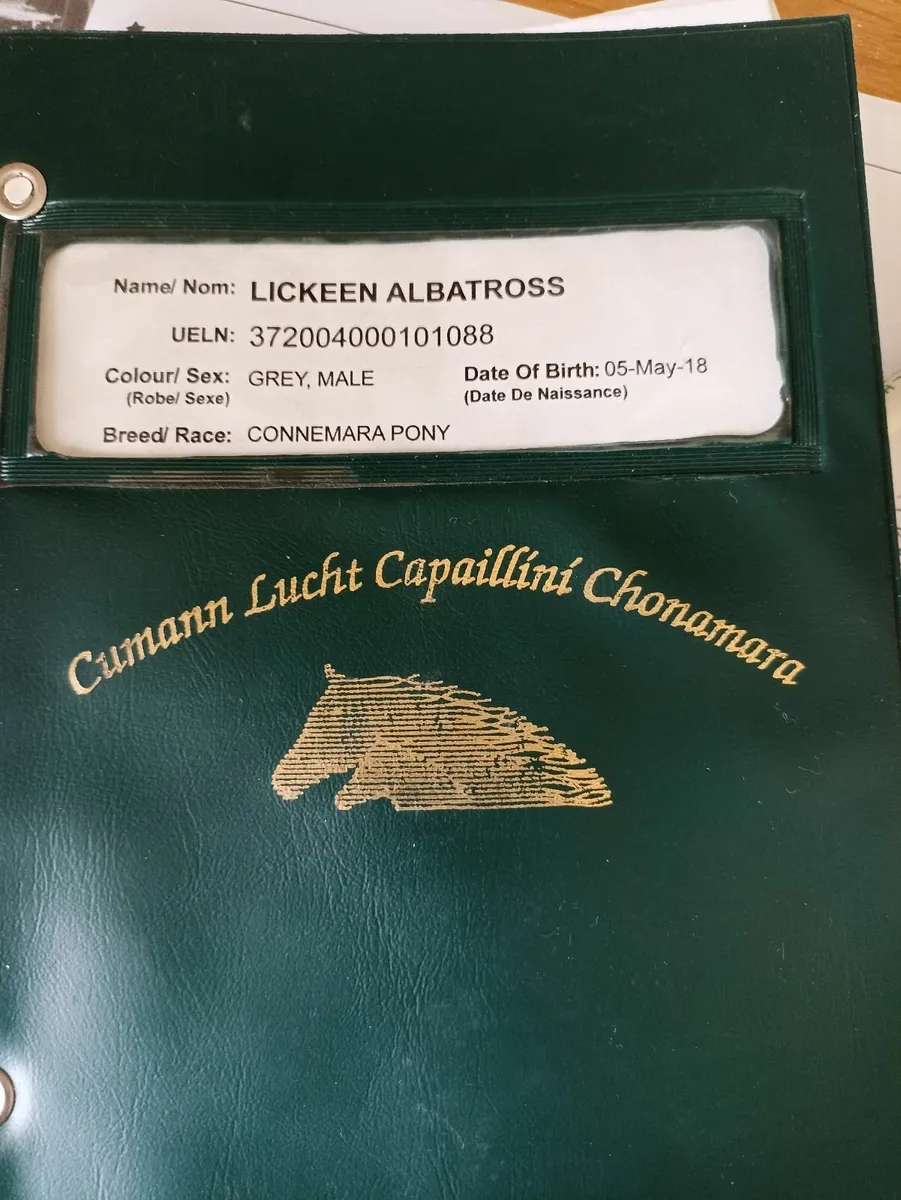 Name/ Nom: LICKEEN ALBATROSS
UELN: 372004000101088
Colour/ Sex: GREY, MALE Date Of Birth: 05-May-18
(Robe/ Sexe) (Date De Naissance)
Breed/ Race: CONNEMARA PONY
Cumann Lucht Capaillíní Chonamara